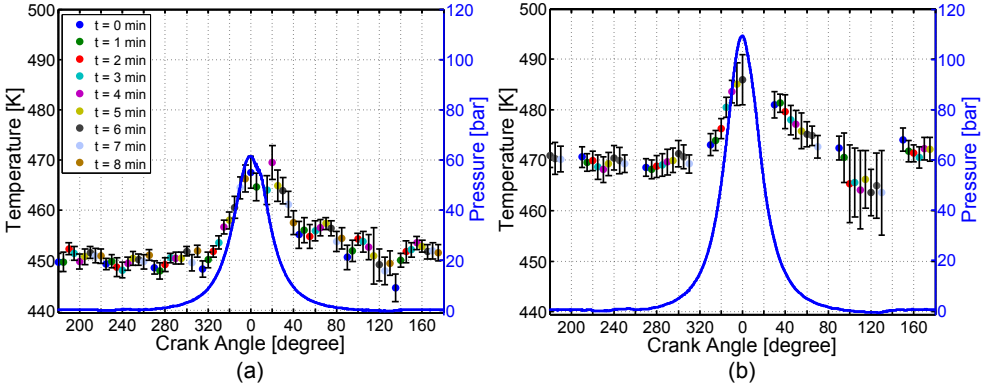 500
490
480
470
460
450
440
Temperature [K]
t = 0 min
t = 1 min
t = 2 min
t = 3 min
t = 4 min
t = 5 min
t = 6 min
t = 7 min
t = 8 min
120
100
80
60
40
20
0
Pressure [bar]
200 240 280 320 0 40 80 120 160
Crank Angle [degree]
(a)
500
490
480
470
460
450
440
Temperature [K]
120
100
80
60
40
20
0
Pressure [bar]
200 240 280 320 0 40 80 120 160
Crank Angle [degree]
(b)